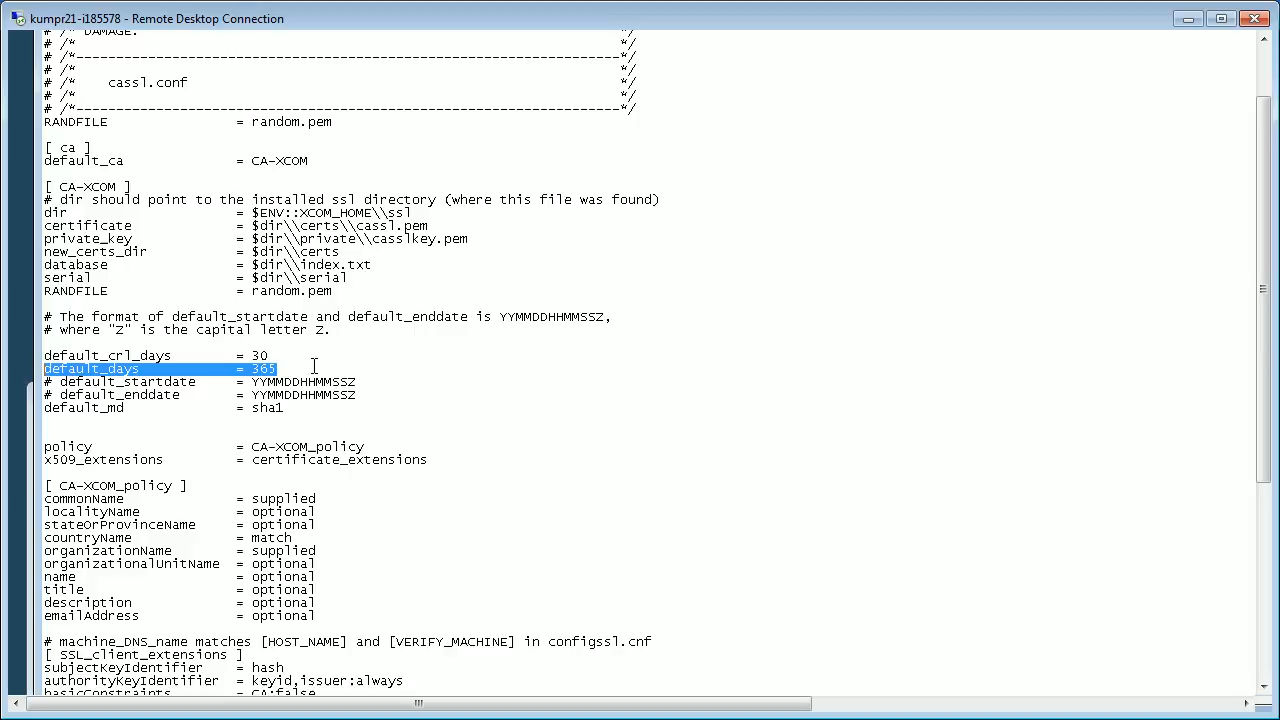 kumpr21-i185578 - Remote Desktop Connection
# /* DAMAGE. */
# /* */
# /*--------------------------------------------------------------------*/
# /* */
# /* cassl.conf */
# /* */
# /*--------------------------------------------------------------------*/
RANDFILE = random.pem
[ ca ]
default_ca = CA-XCOM
[ CA-XCOM ]
# dir should point to the installed ssl directory (where this file was found)
dir = $ENV::XCOM_HOME\\ssl
certificate = $dir\\certs\\cassl.pem
private_key = $dir\\private\\casslkey.pem
new_certs_dir = $dir\\certs
database = $dir\\index.txt
serial = $dir\\serial
RANDFILE = random.pem
# The format of default_startdate and default_enddate is YYMMDDHHMMSSZ,
# where "Z" is the capital letter Z.
default_crl_days = 30
default_days = 365
# default_startdate = YYMMDDHHMMSSZ
# default_enddate = YYMMDDHHMMSSZ
default_md = sha1
policy = CA-XCOM_policy
x509_extensions = certificate_extensions
[ CA-XCOM_policy ]
commonName = supplied
localityName = optional
stateOrProvinceName = optional
countryName = match
organizationName = supplied
organizationalUnitName = optional
name = optional
title = optional
description = optional
emailAddress = optional
# machine_DNS_name matches [HOST_NAME] and [VERIFY_MACHINE] in configssl.cnf
[ SSL_client_extensions ]
subjectKeyIdentifier = hash
authorityKeyIdentifier = keyid,issuer:always
basicConstraints = CA:false